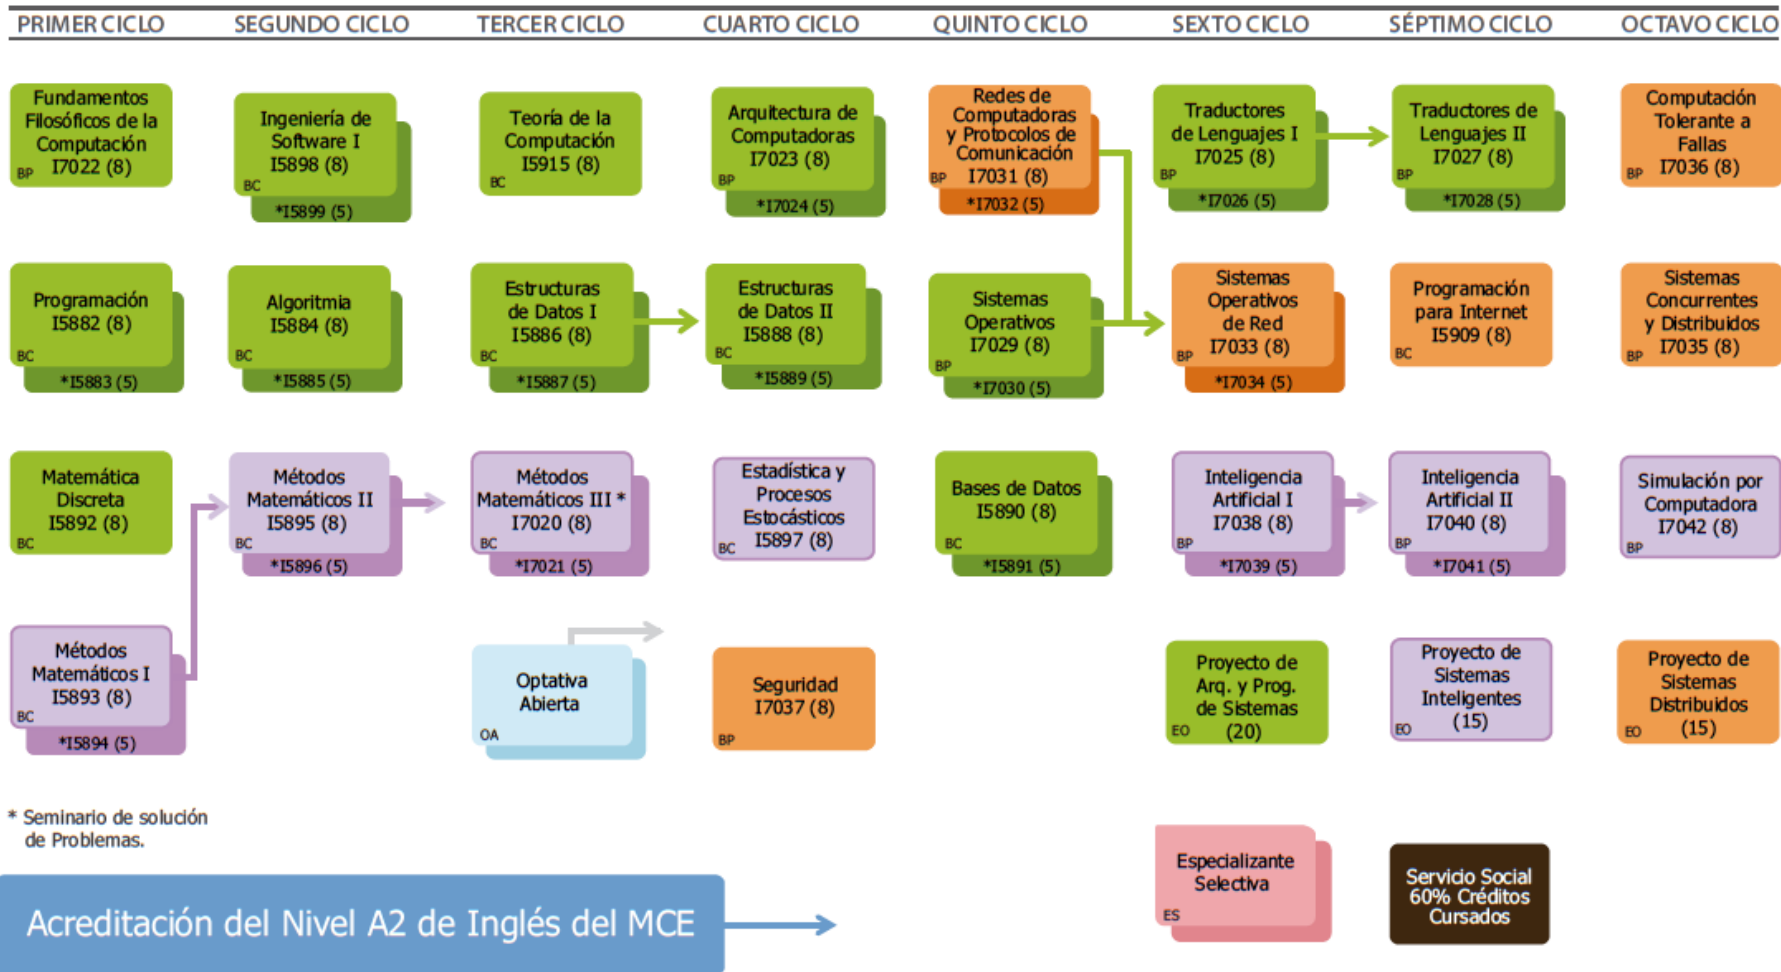 PRIMER CICLO
SEGUNDO CICLO
TERCER CICLO
CUARTO CICLO
QUINTO CICLO
SEXTO CICLO
SÉPTIMO CICLO
OCTAVO CICLO
Fundamentos
Filosóficos de la
Computación
BP I7022 (8)
Ingeniería de
Software I
I5898 (8)
BC
*I5899 (5)
Teoría de la
Computación
I5915 (8)
BC
Arquitectura de
Computadoras
I7023 (8)
BP
*I7024 (5)
Redes de
Computadoras
y Protocolos de
Comunicación
BP I7031 (8)
*I7032 (5)
Traductores
de Lenguajes I
I7025 (8)
BP
*I7026 (5)
Traductores de
Lenguajes II
I7027 (8)
BP
*I7028 (5)
Computación
Tolerante a
Fallas
BP I7036 (8)
Programación
I5882 (8)
BC
*I5883 (5)
Algoritmia
I5884 (8)
BC
*I5885 (5)
Estructuras
de Datos I
I5886 (8)
BC
*I5887 (5)
Estructuras
de Datos II
I5888 (8)
BC
*I5889 (5)
Sistemas
Operativos
I7029 (8)
BP
*I7030 (5)
Sistemas
Operativos
de Red
I7033 (8)
BP
*I7034 (5)
Programación
para Internet
I5909 (8)
BC
Sistemas
Concurrentes
y Distribuidos
BP I7035 (8)
Matemática
Discreta
I5892 (8)
BC
Métodos
Matemáticos II
I5895 (8)
BC
*I5896 (5)
Métodos
Matemáticos III *
I7020 (8)
BC
*I7021 (5)
Estadística y
Procesos
Estocásticos
BC I5897 (8)
Bases de Datos
I5890 (8)
BC
*I5891 (5)
Inteligencia
Artificial I
I7038 (8)
BP
*I7039 (5)
Inteligencia
Artificial II
I7040 (8)
BP
*I7041 (5)
Simulación por
Computadora
I7042 (8)
BP
Métodos
Matemáticos I
I5893 (8)
BC
*I5894 (5)
Optativa
Abierta
OA
Seguridad
I7037 (8)
BP
Proyecto de
Arq. y Prog.
de Sistemas
EO (20)
Proyecto de
Sistemas
Inteligentes
(15)
EO
Proyecto de
Sistemas
Distribuidos
EO (15)
* Seminario de solución
de Problemas.
Especializante
Selectiva
ES
Servicio Social
60% Créditos
Cursados
Acreditación del Nivel A2 de Inglés del MCE